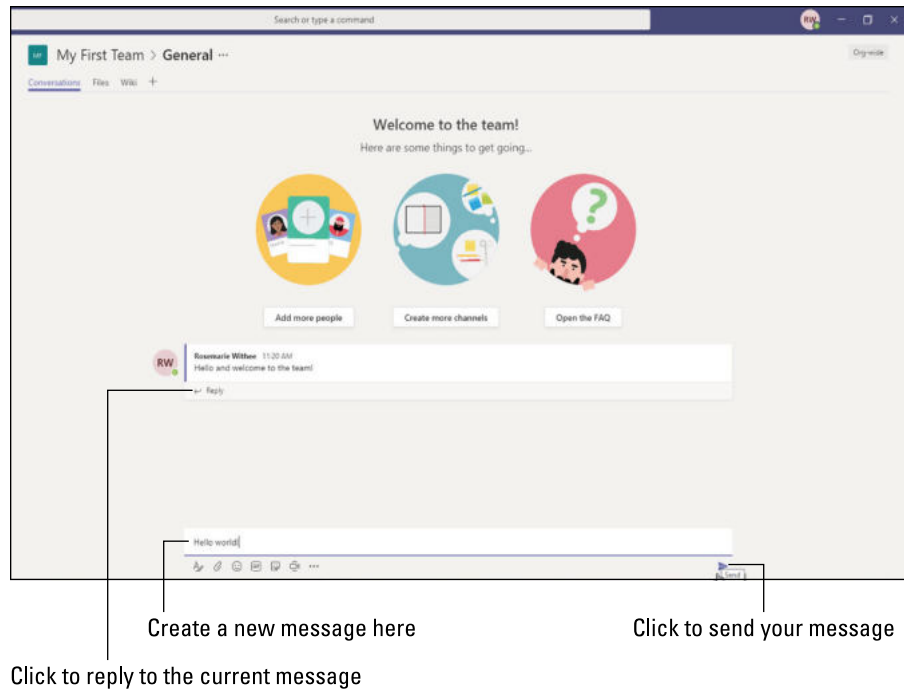 Search or type a command
RW
MF
My First Team > General ···
Org-wide
Conversations Files Wiki +
Welcome to the team!
Here are some things to get going...
Add more people
Create more channels
Open the FAQ
RW
Rosemarie Withee 11:20 AM
Hello and welcome to the team!
Reply
Hello world!
Send
Create a new message here
Click to send your message
Click to reply to the current message